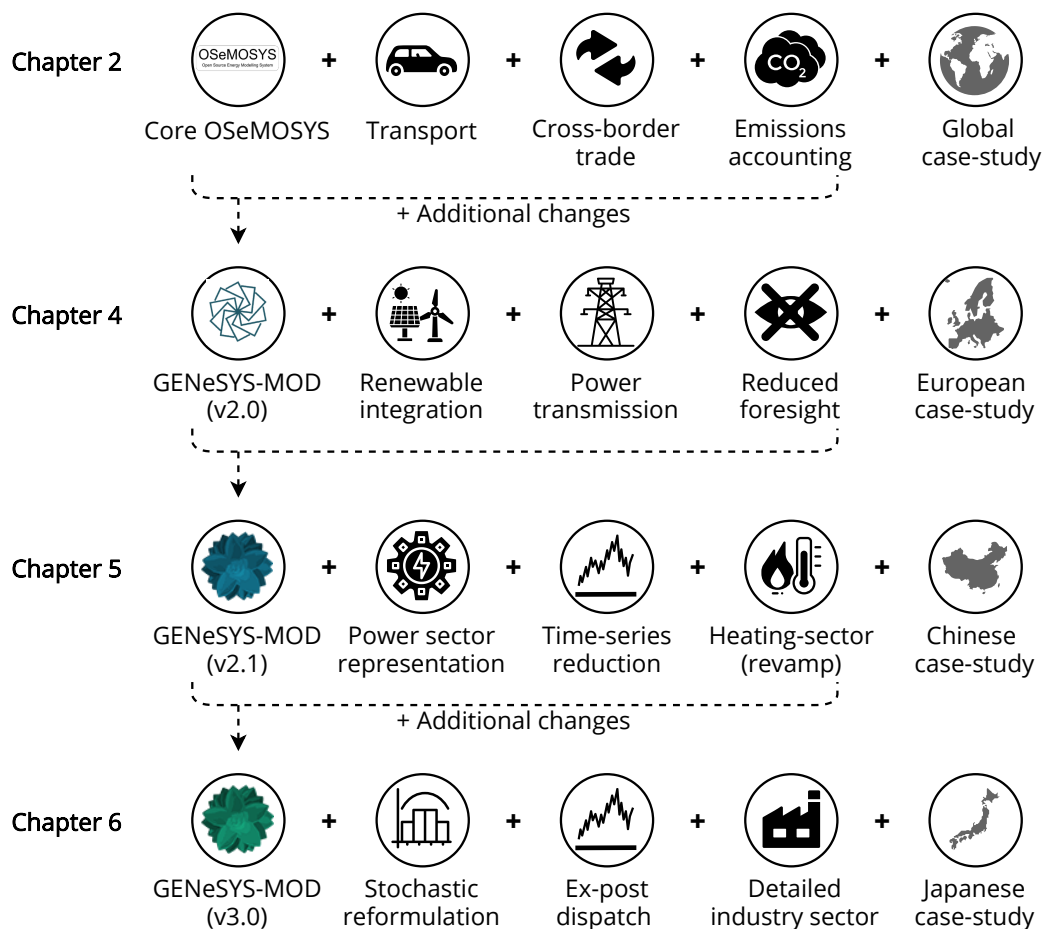 Chapter 2
OSeMOSYS
Open Source Energy Modelling System
+ + + CO2 +
Core OSeMOSYS Transport Cross-border trade Emissions accounting Global case-study
+ Additional changes
Chapter 4
+ + + +
GENeSYS-MOD (v2.0) Renewable integration Power transmission Reduced foresight European case-study
Chapter 5
+ + + +
GENeSYS-MOD (v2.1) Power sector representation Time-series reduction Heating-sector (revamp) Chinese case-study
+ Additional changes
Chapter 6
+ + + +
GENeSYS-MOD (v3.0) Stochastic reformulation Ex-post dispatch Detailed industry sector Japanese case-study